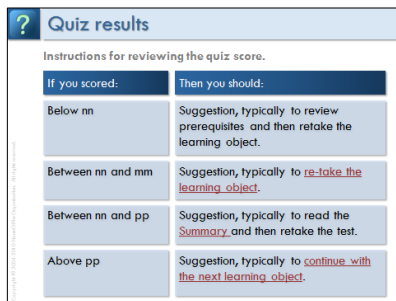 ?
Quiz results
Instructions for reviewing the quiz score.
If you scored:
Then you should:
Below nn
Suggestion, typically to review
prerequisites and then retake the
learning object.
Between nn and mm
Suggestion, typically to re-take the
learning object.
Between nn and pp
Suggestion, typically to read the
Summary and then retake the test.
Above pp
Suggestion, typically to continue with
the next learning object.